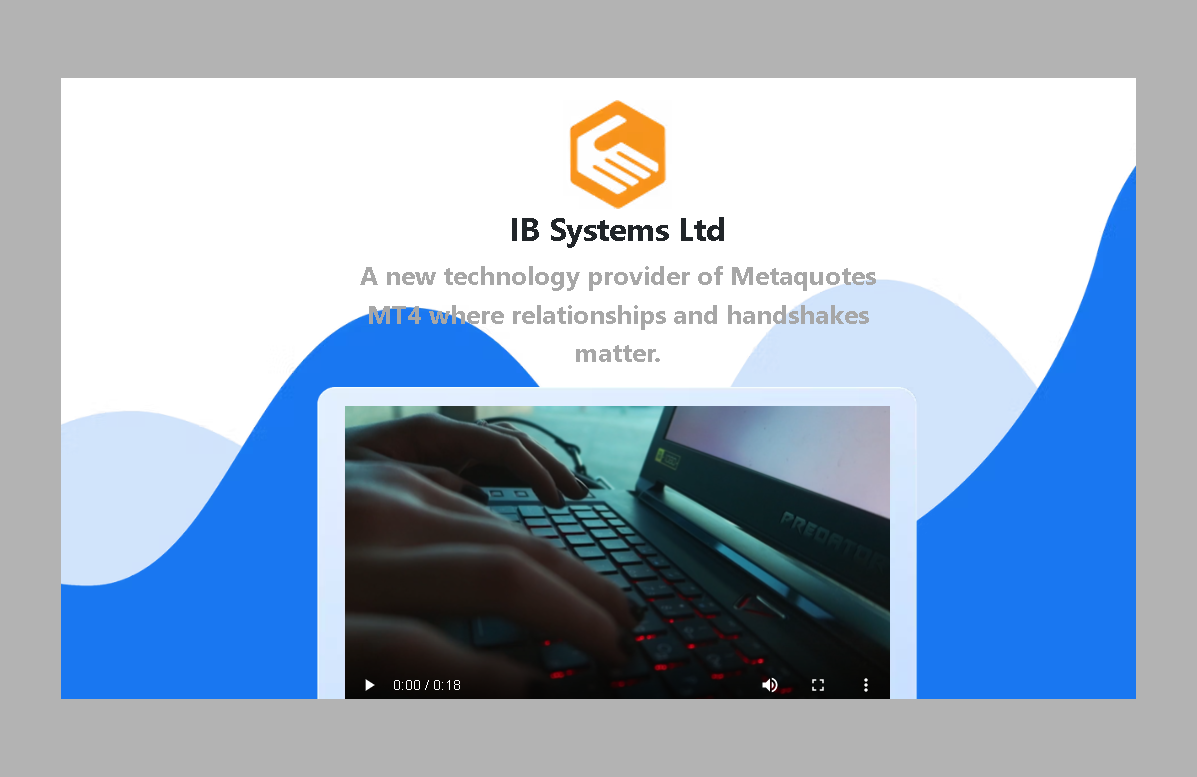 IB Systems Ltd
A new technology provider of Metaquotes
MT4 where relationships and handshakes
matter.
PREDATOR
0:00 / 0:18